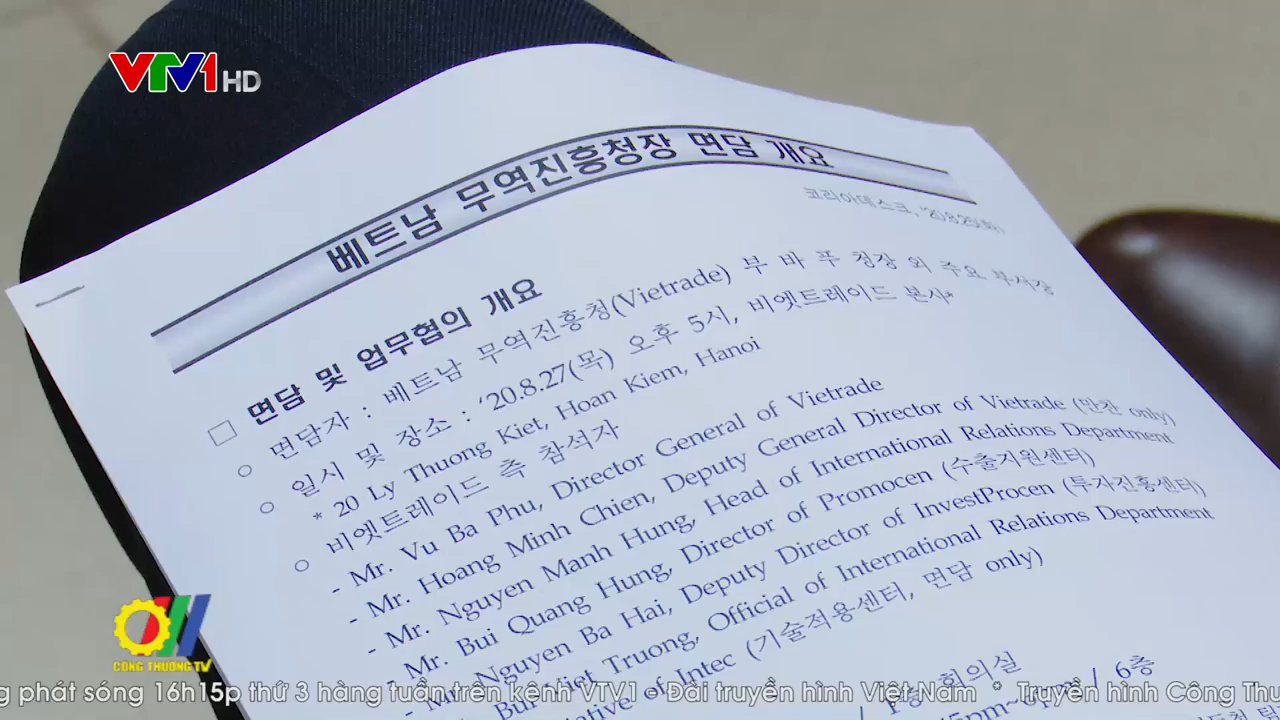 VTV1 HD
베트남 무역진흥청장 면담 개요
코리아데스크, '20.8.25(화)
□ 면담 및 업무협의 개요
○ 면담자 : 베트남 무역진흥청(Vietrade) 부 바 푸 청장 외 주요 부서장
○ 일시 및 장소 : '20.8.27(목) 오후 5시, 비엣트레이드 본사*
* 20 Ly Thuong Kiet, Hoan Kiem, Hanoi
○ 비엣트레이드 측 참석자
- Mr. Vu Ba Phu, Director General of Vietrade
- Mr. Hoang Minh Chien, Deputy General Director of Vietrade (만찬 only)
- Mr. Nguyen Manh Hung, Head of International Relations Department
- Mr. Bui Quang Hung, Director of Promocen (수출지원센터)
- Mr. Nguyen Ba Hai, Deputy Director of InvestProcen (투자진흥센터)
Bui Viet Truong, Official of International Relations Department
of Intec (기술적용센터, 면담 only)
/ 1층 회의실
/ 6층
CÔNG THƯƠNG TV
phát sóng 16h15p thứ 3 hàng tuần trên kênh VTV1 - Đài truyền hình Việt Nam * Truyền hình Công